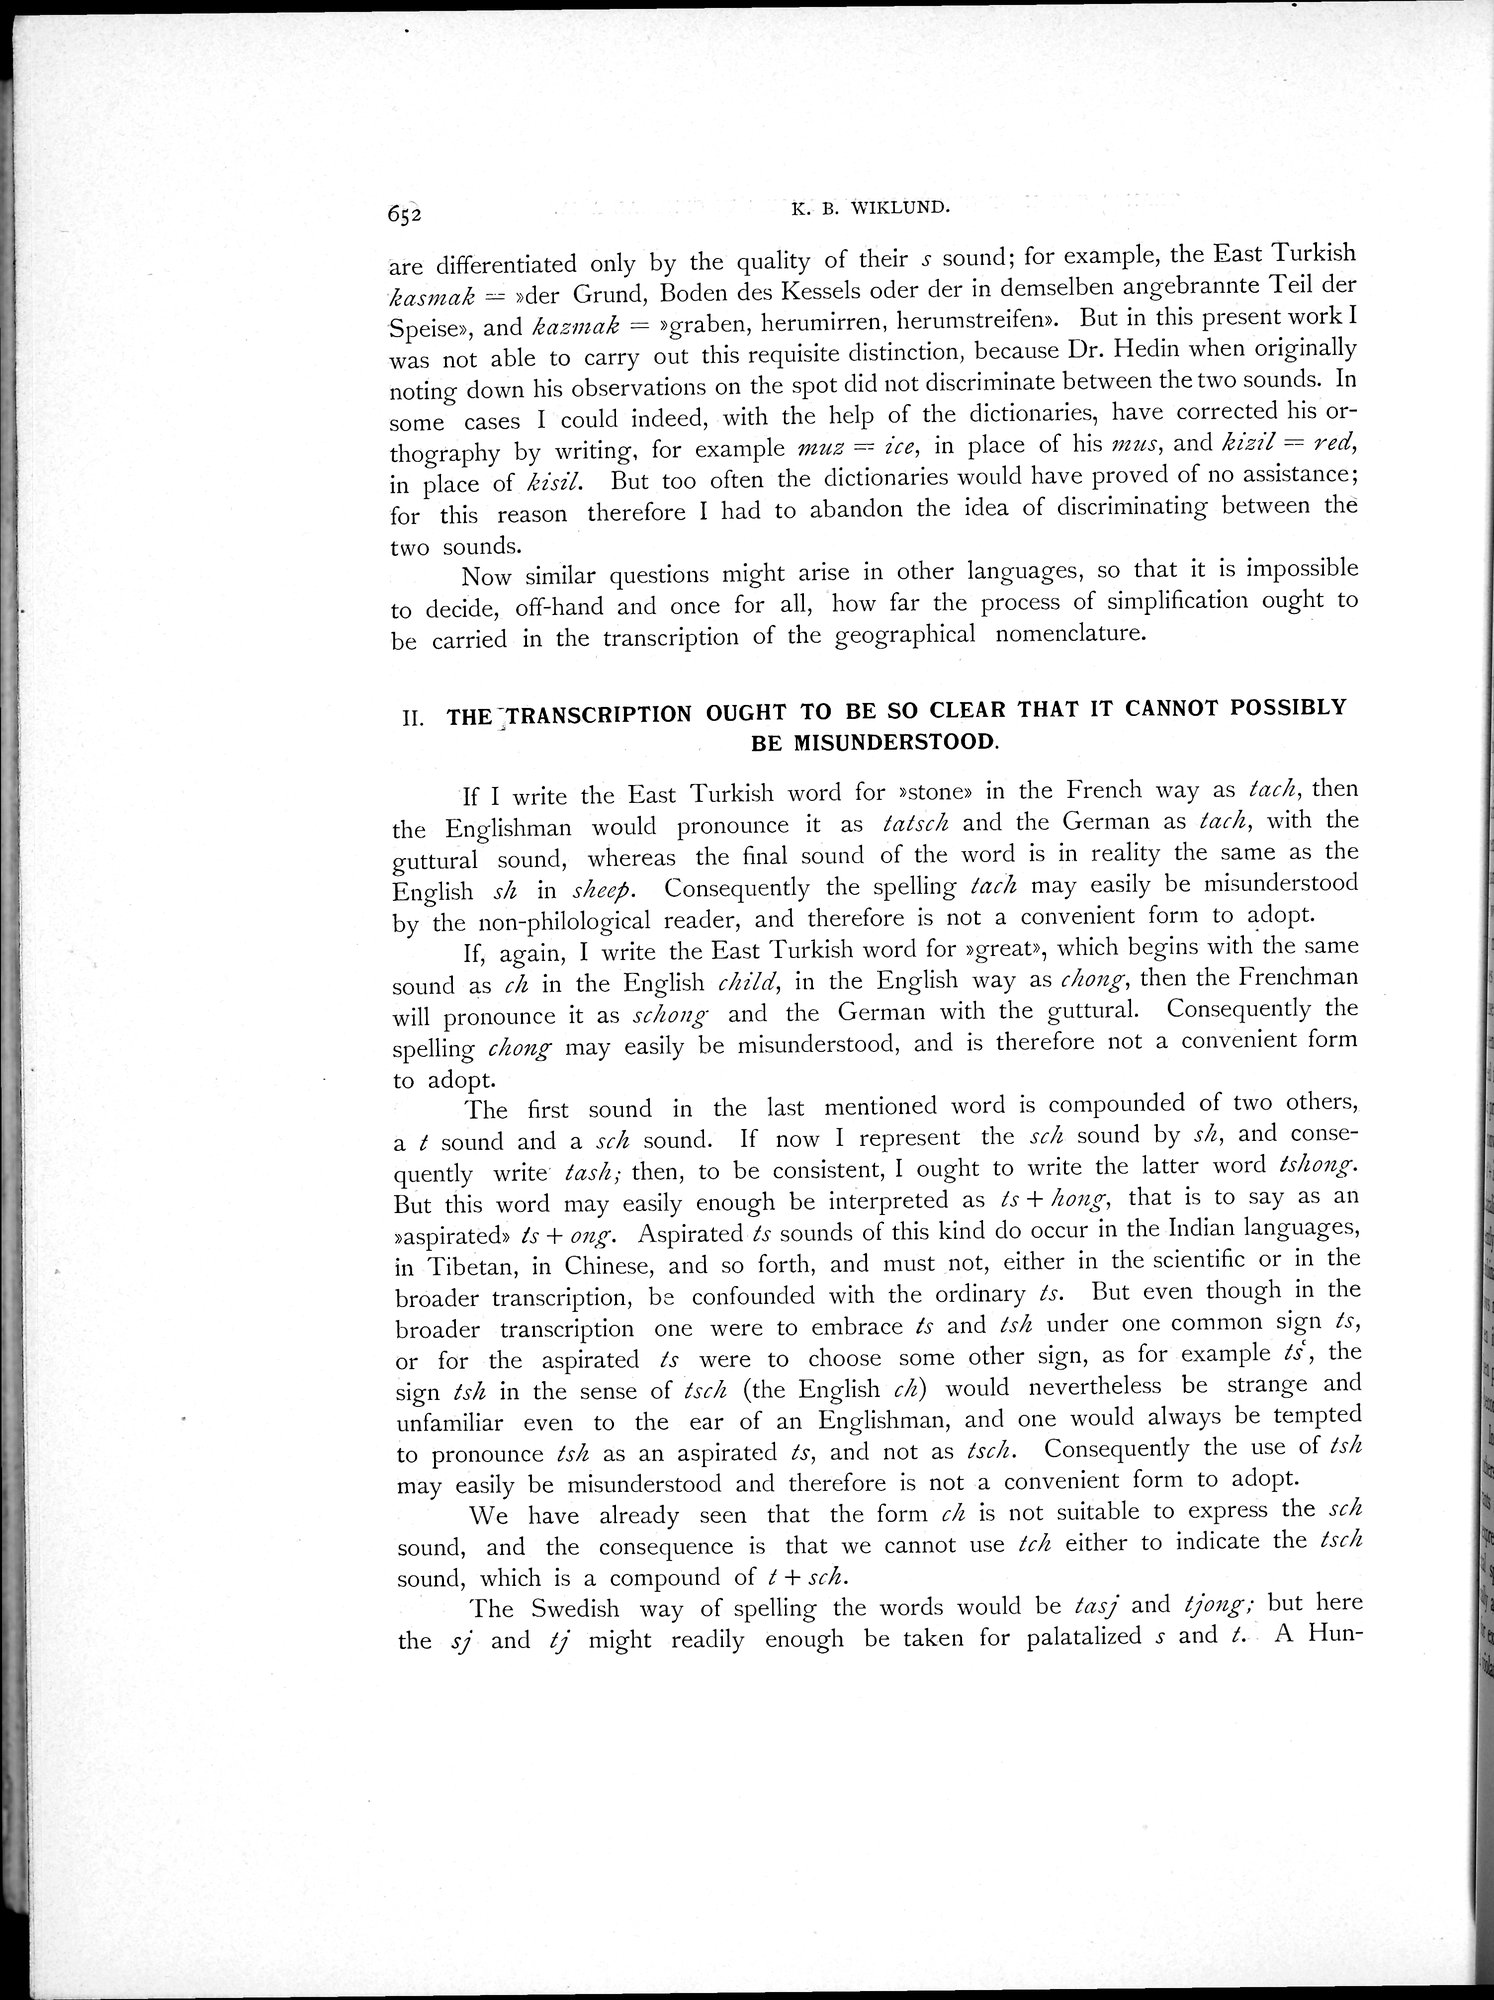 652
K. B. WIKLUND.
are differentiated only by the quality of their s sound; for example, the East Turkish
kasmak = »der Grund, Boden des Kessels oder der in demselben angebrannte Teil der
Speise», and kazmak = »graben, herumirren, herumstreifen». But in this present work I
was not able to carry out this requisite distinction, because Dr. Hedin when originally
noting down his observations on the spot did not discriminate between the two sounds. In
some cases I could indeed, with the help of the dictionaries, have corrected his or-
thography by writing, for example muz = ice, in place of his mus, and kizil = red,
in place of kisil. But too often the dictionaries would have proved of no assistance;
for this reason therefore I had to abandon the idea of discriminating between the
two sounds.
Now similar questions might arise in other languages, so that it is impossible
to decide, off-hand and once for all, how far the process of simplification ought to
be carried in the transcription of the geographical nomenclature.
II. THE TRANSCRIPTION OUGHT TO BE SO CLEAR THAT IT CANNOT POSSIBLY
BE MISUNDERSTOOD.
If I write the East Turkish word for »stone» in the French way as tach, then
the Englishman would pronounce it as tatsch and the German as tach, with the
guttural sound, whereas the final sound of the word is in reality the same as the
English sh in sheep. Consequently the spelling tach may easily be misunderstood
by the non-philological reader, and therefore is not a convenient form to adopt.
If, again, I write the East Turkish word for »great», which begins with the same
sound as ch in the English child, in the English way as chong, then the Frenchman
will pronounce it as schong and the German with the guttural. Consequently the
spelling chong may easily be misunderstood, and is therefore not a convenient form
to adopt.
The first sound in the last mentioned word is compounded of two others,
a t sound and a sch sound. If now I represent the sch sound by sh, and conse-
quently write tash; then, to be consistent, I ought to write the latter word tshong.
But this word may easily enough be interpreted as ts + hong, that is to say as an
»aspirated» ts + ong. Aspirated ts sounds of this kind do occur in the Indian languages,
in Tibetan, in Chinese, and so forth, and must not, either in the scientific or in the
broader transcription, be confounded with the ordinary ts. But even though in the
broader transcription one were to embrace ts and tsh under one common sign ts,
or for the aspirated ts were to choose some other sign, as for example tsʿ, the
sign tsh in the sense of tsch (the English ch) would nevertheless be strange and
unfamiliar even to the ear of an Englishman, and one would always be tempted
to pronounce tsh as an aspirated ts, and not as tsch. Consequently the use of tsh
may easily be misunderstood and therefore is not a convenient form to adopt.
We have already seen that the form ch is not suitable to express the sch
sound, and the consequence is that we cannot use tch either to indicate the tsch
sound, which is a compound of t + sch.
The Swedish way of spelling the words would be tasj and tjong; but here
the sj and tj might readily enough be taken for palatalized s and t. A Hun-